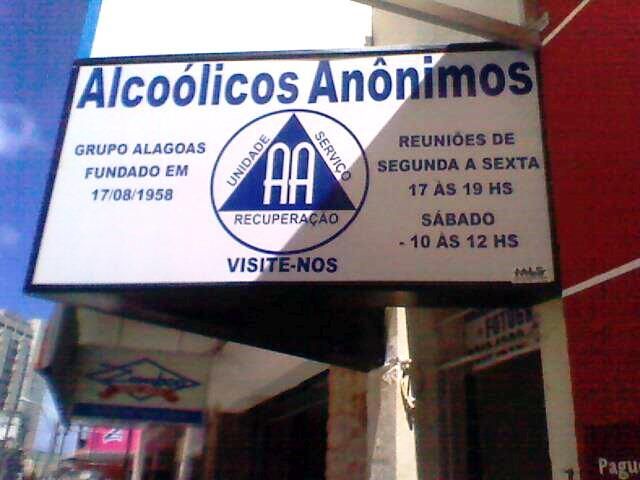 Alcoólicos Anônimos
GRUPO ALAGOAS
FUNDADO EM
17/08/1958
UNIDADE
SERVIÇO
AA
RECUPERAÇÃO
VISITE-NOS
REUNIÕES DE
SEGUNDA A SEXTA
17 ÀS 19 HS
SÁBADO
- 10 ÀS 12 HS
Pague